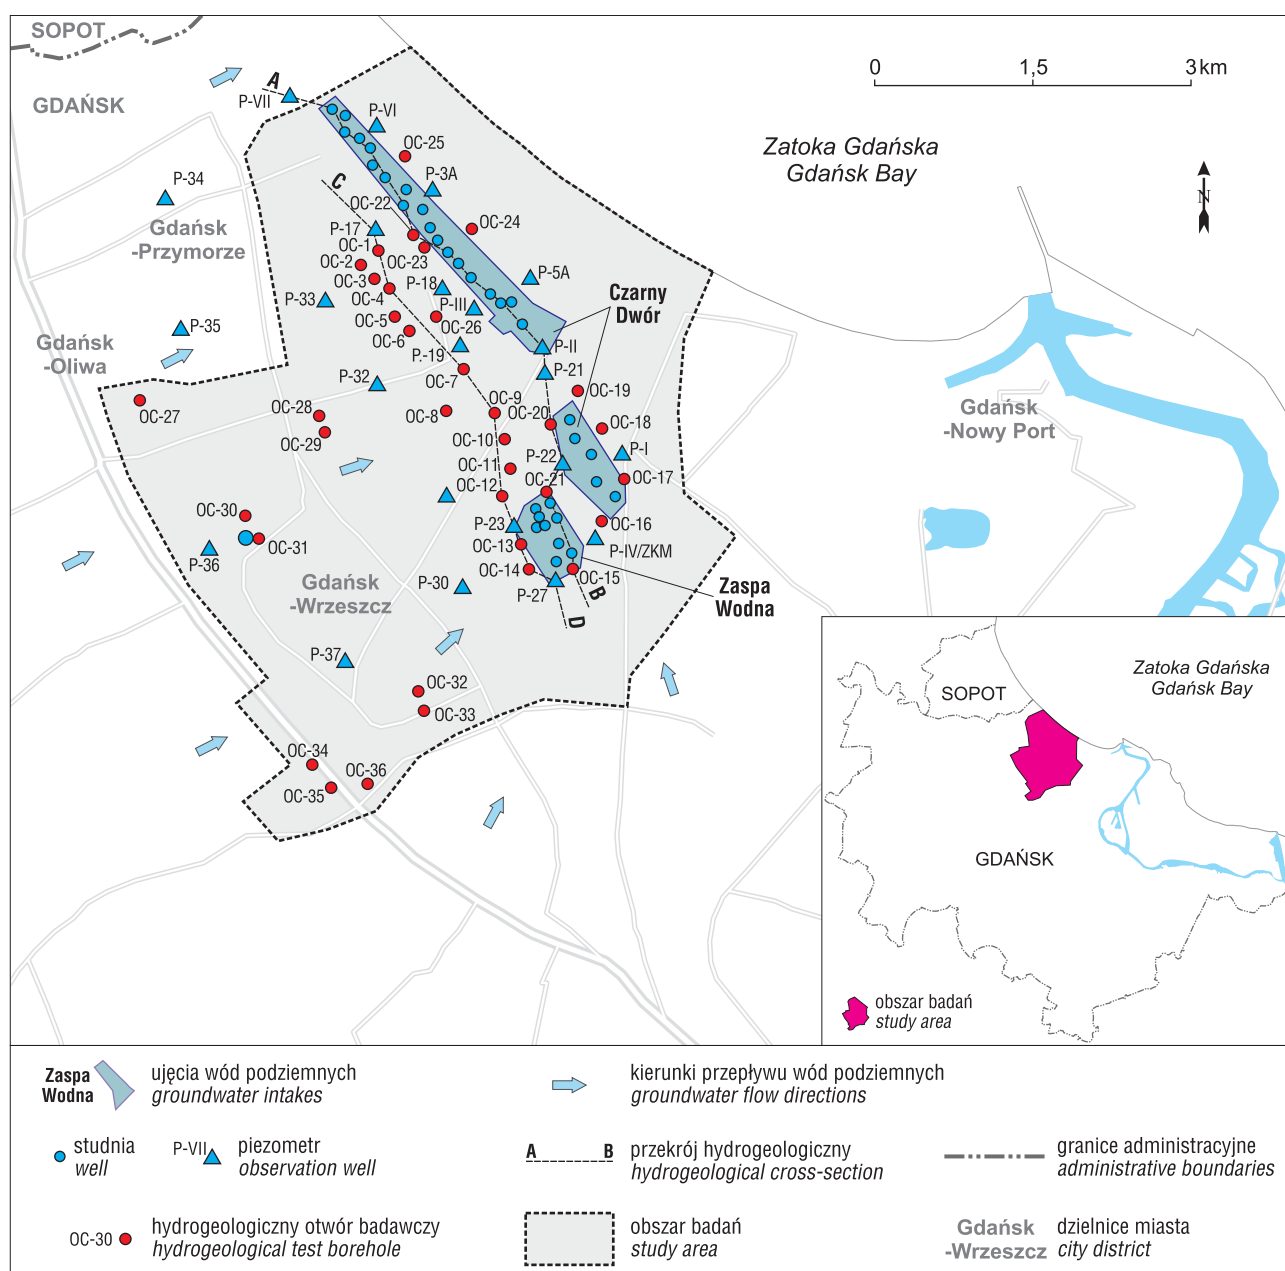 SOPOT
GDAŃSK
A
P-VII
P-VI
OC-25
P-3A
P-34
C
OC-22
Gdańsk
-Przymorze
P-17
OC-24
OC-1
OC-2
OC-23
OC-3
P-18
P-5A
OC-4
P-33
P-III
OC-5
OC-26
OC-6
P-35
Gdańsk
-Oliwa
P.-19
P-II
P-32
OC-7
P-21
Czarny
Dwór
OC-27
OC-28
OC-29
OC-8
OC-9
OC-20
OC-19
OC-18
OC-10
P-22
P-I
OC-11
OC-21
OC-17
OC-12
OC-30
OC-31
P-36
P-23
OC-16
OC-13
P-IV/ZKM
OC-14
OC-15
Gdańsk
-Wrzeszcz
P-30
P-27
B
D
Zaspa
Wodna
P-37
OC-32
OC-33
OC-34
OC-35
OC-36
0
1,5
3 km
Zatoka Gdańska
Gdańsk Bay
N
Gdańsk
-Nowy Port
Zatoka Gdańska
Gdańsk Bay
SOPOT
GDAŃSK
obszar badań
study area
Zaspa
Wodna
ujęcia wód podziemnych
groundwater intakes
kierunki przepływu wód podziemnych
groundwater flow directions
studnia
well
P-VII
piezometr
observation well
A
B
przekrój hydrogeologiczny
hydrogeological cross-section
granice administracyjne
administrative boundaries
OC-30
hydrogeologiczny otwór badawczy
hydrogeological test borehole
obszar badań
study area
Gdańsk
-Wrzeszcz
dzielnice miasta
city district